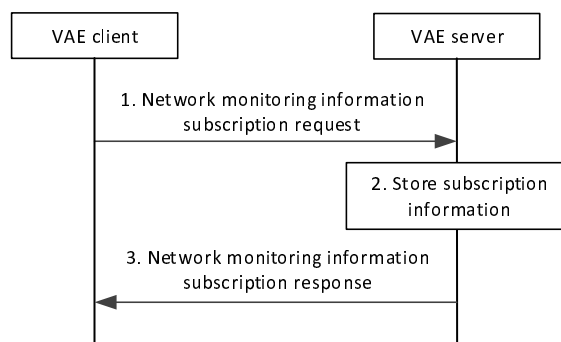 VAE client
VAE server
1. Network monitoring information
subscription request
2. Store subscription
information
3. Network monitoring information
subscription response